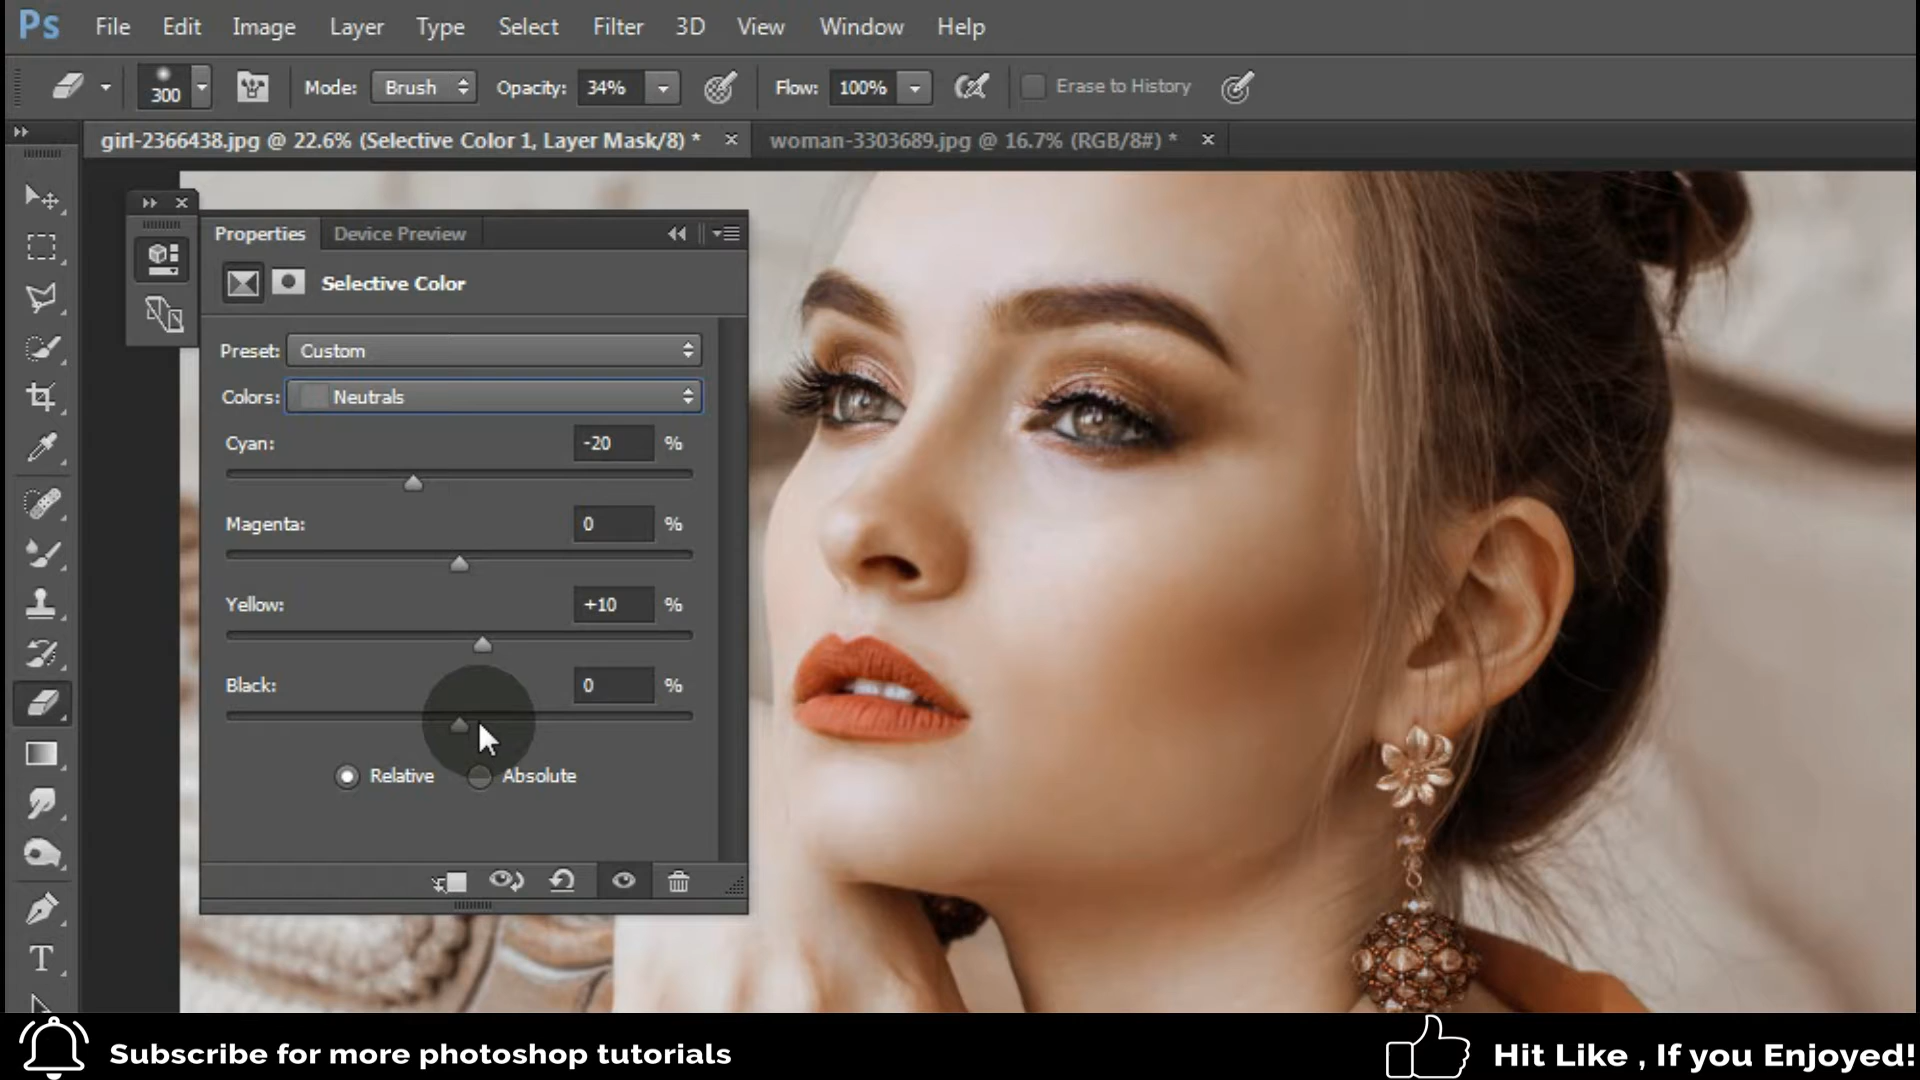 Ps File Edit Image Layer Type Select Filter 3D View Window Help
300 Mode: Brush Opacity: 34% Flow: 100% Erase to History
girl-2366438.jpg @ 22.6% (Selective Color 1, Layer Mask/8) * × woman-3303689.jpg @ 16.7% (RGB/8#) * ×
Properties Device Preview
Selective Color
Preset: Custom
Colors: Neutrals
Cyan: -20 %
Magenta: 0 %
Yellow: +10 %
Black: 0 %
Relative Absolute
T
Subscribe for more photoshop tutorials
Hit Like , If you Enjoyed!